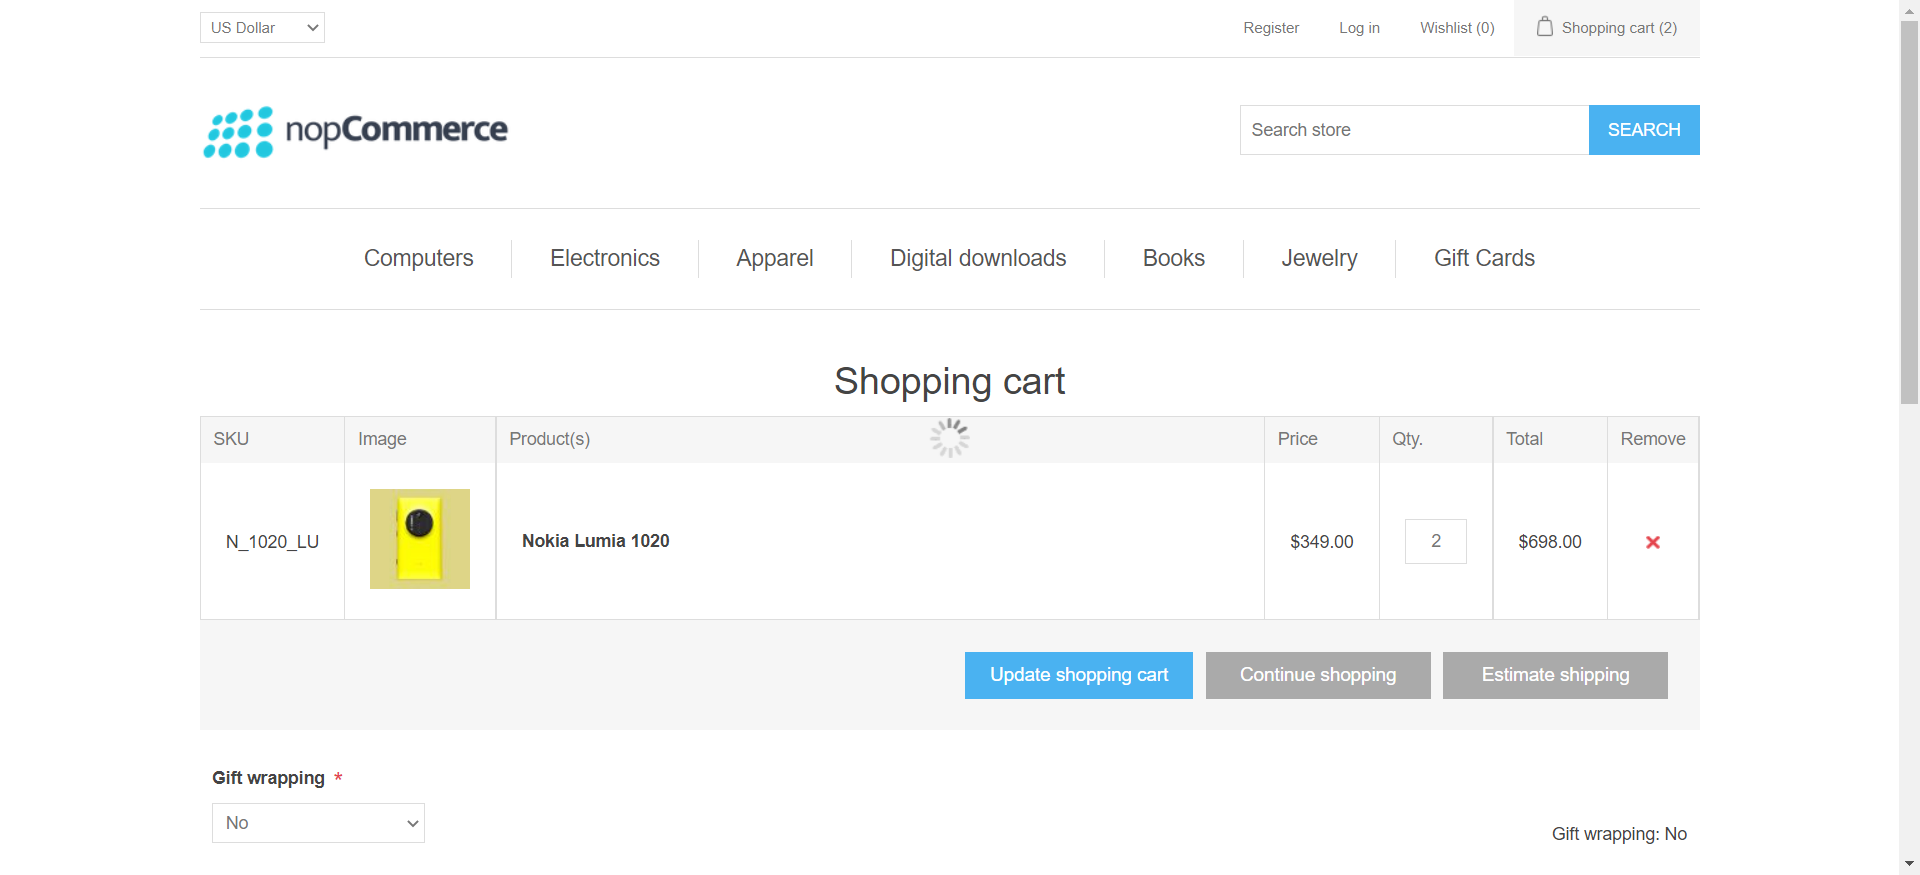 US Dollar
Register
Log in
Wishlist (0)
Shopping cart (2)
nopCommerce
Search store
SEARCH
Computers
Electronics
Apparel
Digital downloads
Books
Jewelry
Gift Cards
Shopping cart
SKU
Image
Product(s)
Price
Qty.
Total
Remove
N_1020_LU
Nokia Lumia 1020
$349.00
2
$698.00
Update shopping cart
Continue shopping
Estimate shipping
Gift wrapping *
No
Gift wrapping: No